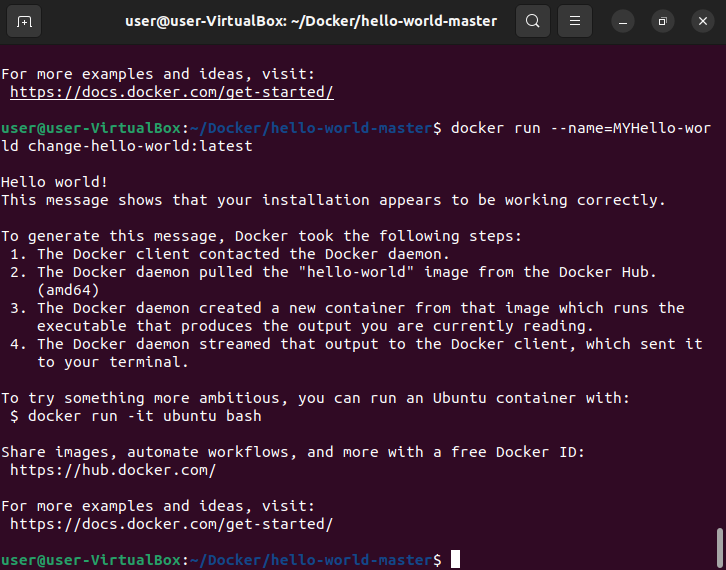 user@user-VirtualBox: ~/Docker/hello-world-master
For more examples and ideas, visit:
 https://docs.docker.com/get-started/
user@user-VirtualBox:~/Docker/hello-world-master$ docker run --name=MYHello-wor
ld change-hello-world:latest
Hello world!
This message shows that your installation appears to be working correctly.
To generate this message, Docker took the following steps:
 1. The Docker client contacted the Docker daemon.
 2. The Docker daemon pulled the "hello-world" image from the Docker Hub.
    (amd64)
 3. The Docker daemon created a new container from that image which runs the
    executable that produces the output you are currently reading.
 4. The Docker daemon streamed that output to the Docker client, which sent it
    to your terminal.
To try something more ambitious, you can run an Ubuntu container with:
 $ docker run -it ubuntu bash
Share images, automate workflows, and more with a free Docker ID:
 https://hub.docker.com/
For more examples and ideas, visit:
 https://docs.docker.com/get-started/
user@user-VirtualBox:~/Docker/hello-world-master$